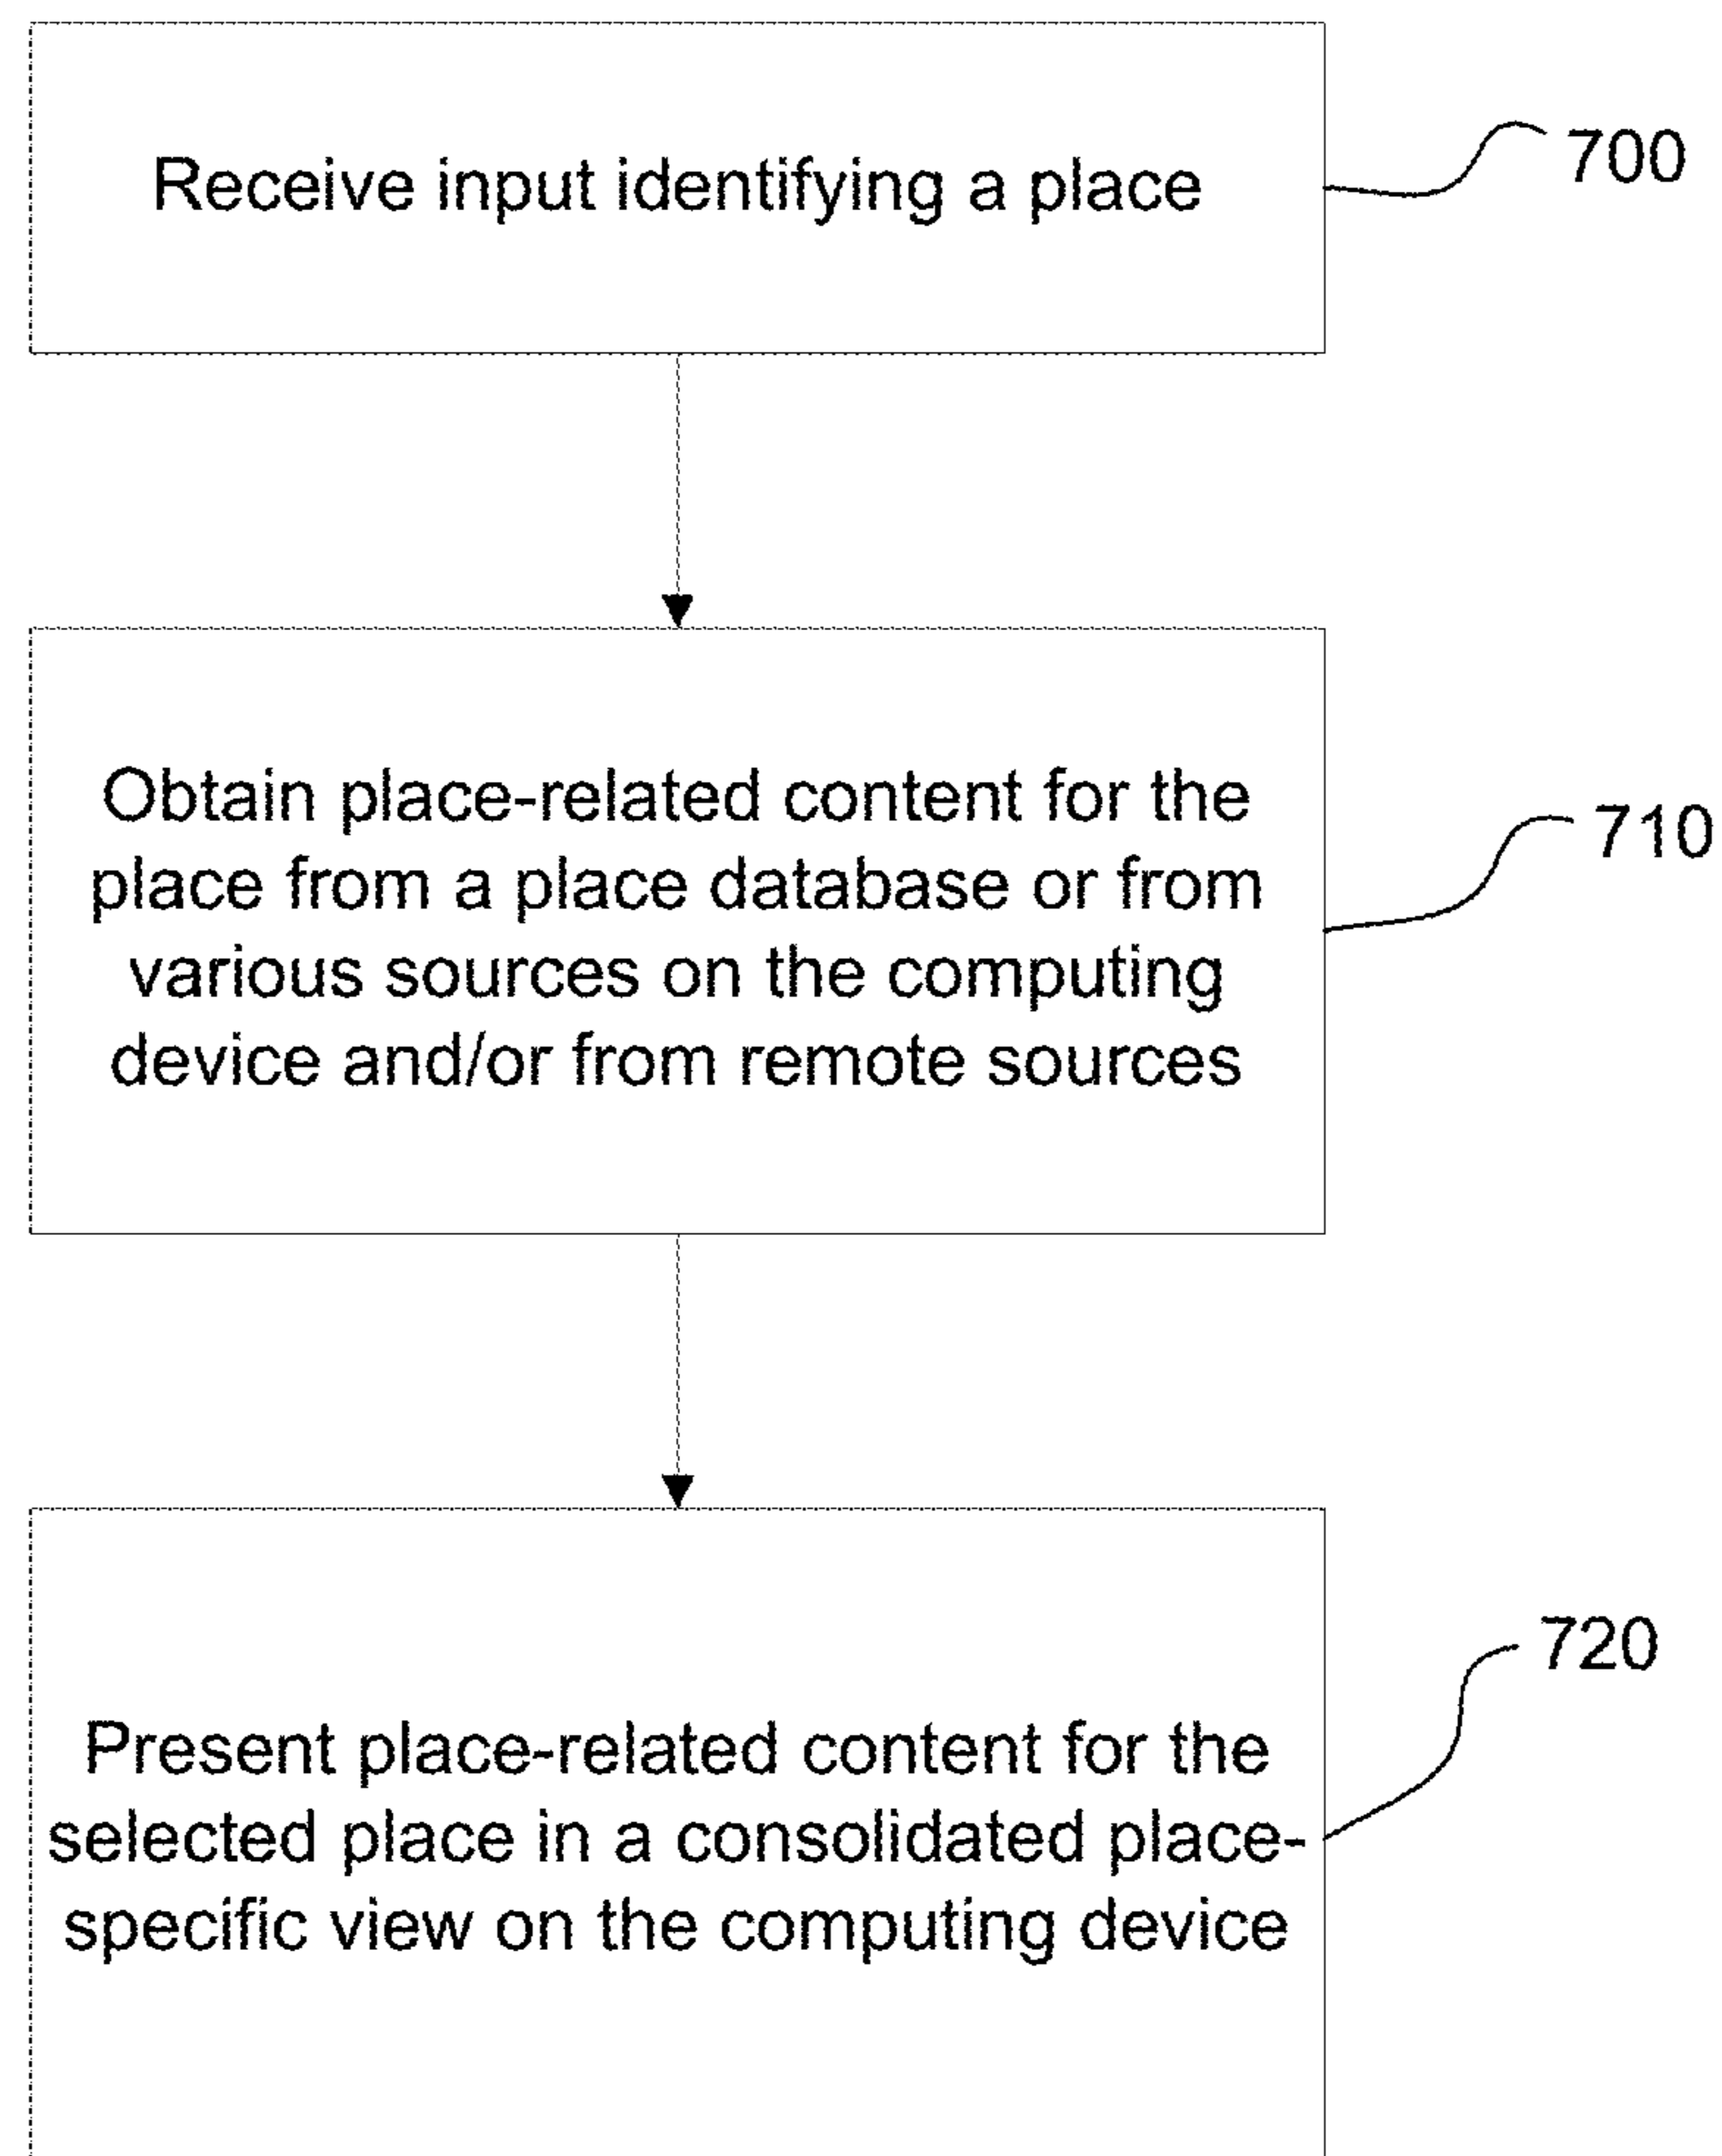 Receive input identifying a place
700
Obtain place-related content for the
place from a place database or from
various sources on the computing
device and/or from remote sources
710
Present place-related content for the
selected place in a consolidated place-
specific view on the computing device
720